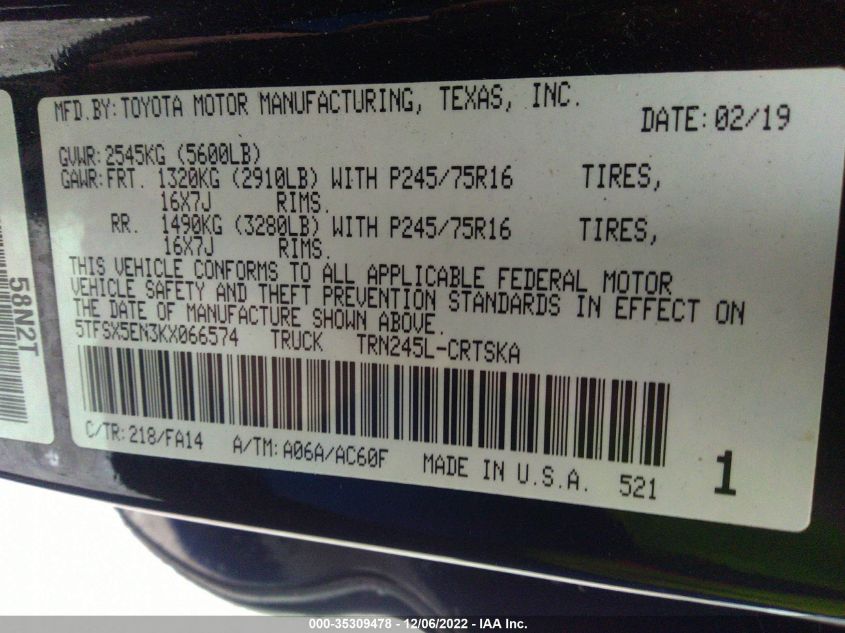 MFD.BY:TOYOTA MOTOR MANUFACTURING, TEXAS, INC.
DATE:02/19
GVWR:2545KG (5600LB)
GAWR:FRT. 1320KG (2910LB) WITH P245/75R16 TIRES,
16X7J RIMS.
RR. 1490KG (3280LB) WITH P245/75R16 TIRES,
16X7J RIMS.
THIS VEHICLE CONFORMS TO ALL APPLICABLE FEDERAL MOTOR
VEHICLE SAFETY AND THEFT PREVENTION STANDARDS IN EFFECT ON
THE DATE OF MANUFACTURE SHOWN ABOVE.
5TFSX5EN3KX066574 TRUCK TRN245L-CRTSKA
C/TR:218/FA14 A/TM:A06A/AC60F MADE IN U.S.A. 521 1
58N2T
000-35309478 - 12/06/2022 - IAA Inc.